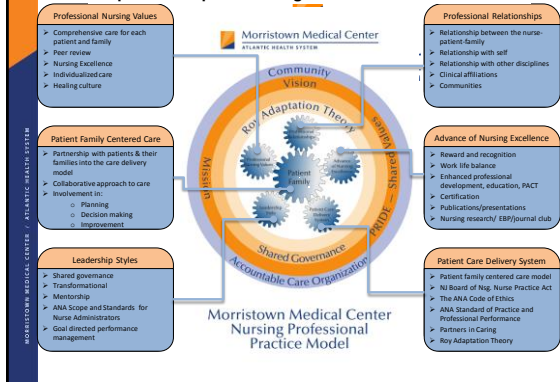 Professional Nursing Values
Comprehensive care for each
patient and family
Peer review
Nursing Excellence
Individualized care
Healing culture
Patient Family Centered Care
Partnership with patients & their
families into the care delivery
model
Collaborative approach to care
Involvement in:
Planning
Decision making
Improvement
Leadership Styles
Shared governance
Transformational
Mentorship
ANA Scope and Standards for
Nurse Administrators
Goal directed performance
management
Morristown Medical Center
ATLANTIC HEALTH SYSTEM
Community
Vision
Roy Adaptation Theory
Mission
PRIDE – Shared Values
Patient
Family
Shared Governance
Accountable Care Organization
Morristown Medical Center
Nursing Professional
Practice Model
Professional Relationships
Relationship between the nurse-
patient-family
Relationship with self
Relationship with other disciplines
Clinical affiliations
Communities
Advance of Nursing Excellence
Reward and recognition
Work life balance
Enhanced professional
development, education, PACT
Certification
Publications/presentations
Nursing research/ EBP/journal club
Patient Care Delivery System
Patient family centered care model
NJ Board of Nsg. Nurse Practice Act
The ANA Code of Ethics
ANA Standard of Practice and
Professional Performance
Partners in Caring
Roy Adaptation Theory
MORRISTOWN MEDICAL CENTER / ATLANTIC HEALTH SYSTEM